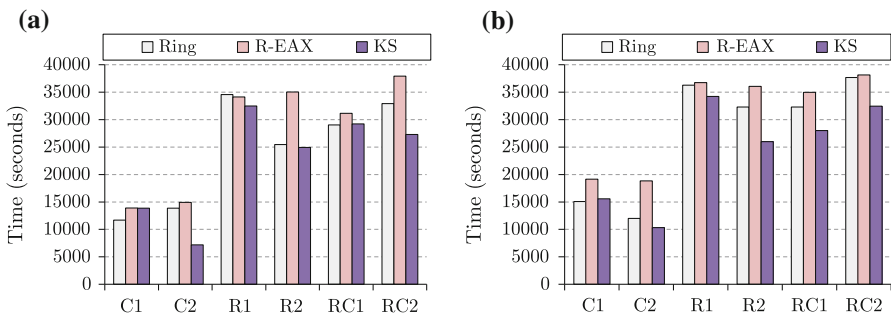 (a)
Ring R-EAX KS
40000
35000
30000
25000
20000
15000
10000
5000
0
Time (seconds)
C1 C2 R1 R2 RC1 RC2
(b)
Ring R-EAX KS
40000
35000
30000
25000
20000
15000
10000
5000
0
Time (seconds)
C1 C2 R1 R2 RC1 RC2